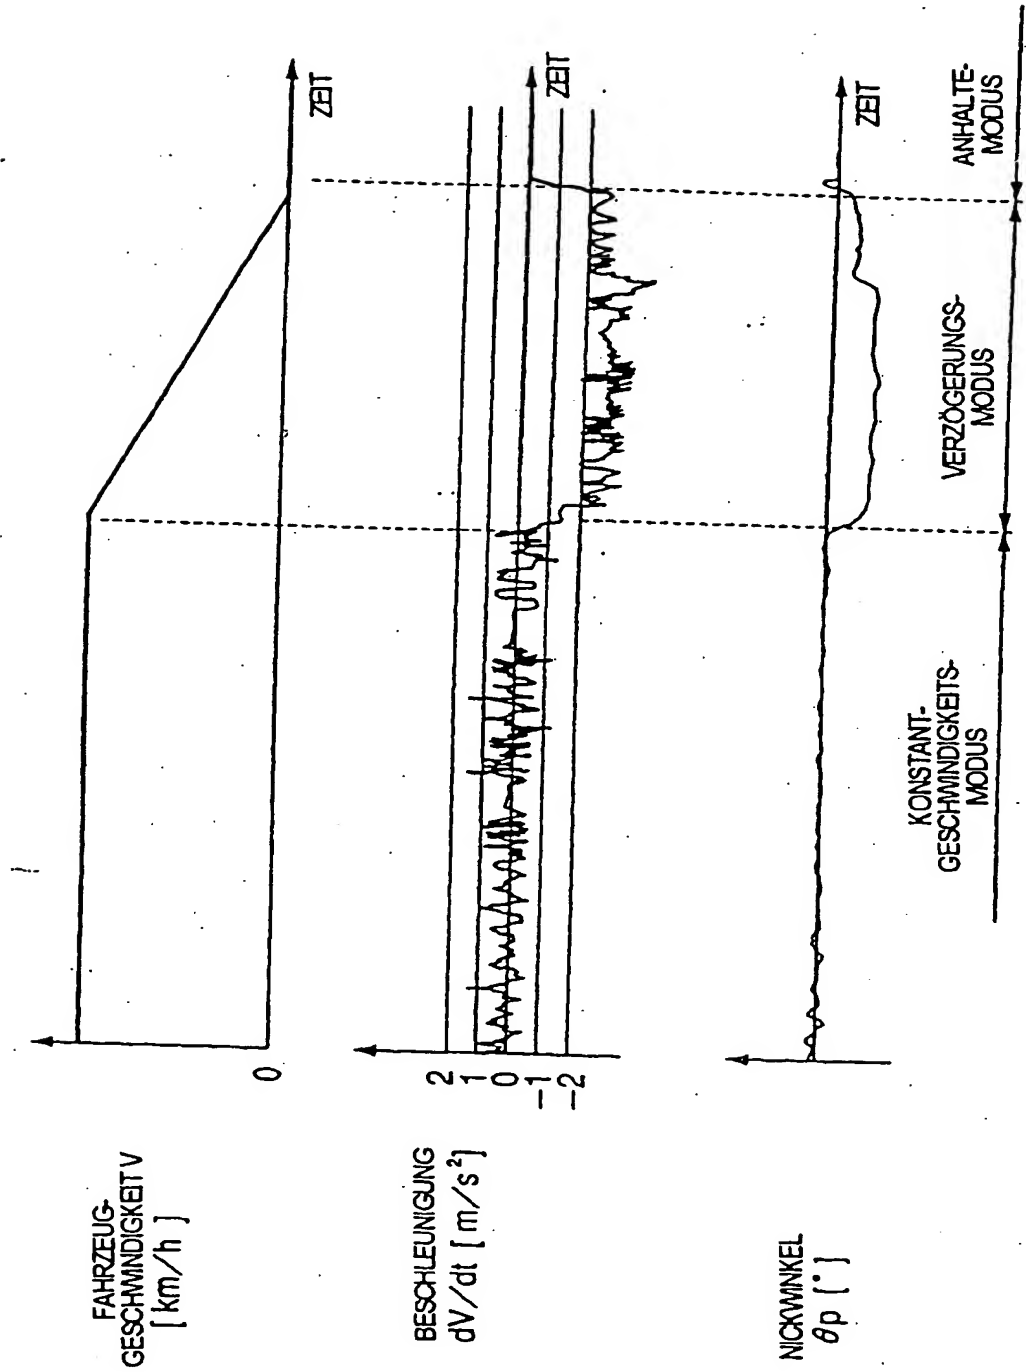 FAHRZEUG-
GESCHWINDIGKEIT V
[ km/h ]
0
ZEIT
BESCHLEUNIGUNG
dV/dt [ m/s² ]
2
1
0
-1
-2
ZEIT
NICKWINKEL
θp [°]
ZEIT
KONSTANT-
GESCHWINDIGKEITS-
MODUS
VERZÖGERUNGS-
MODUS
ANHALTE-
MODUS